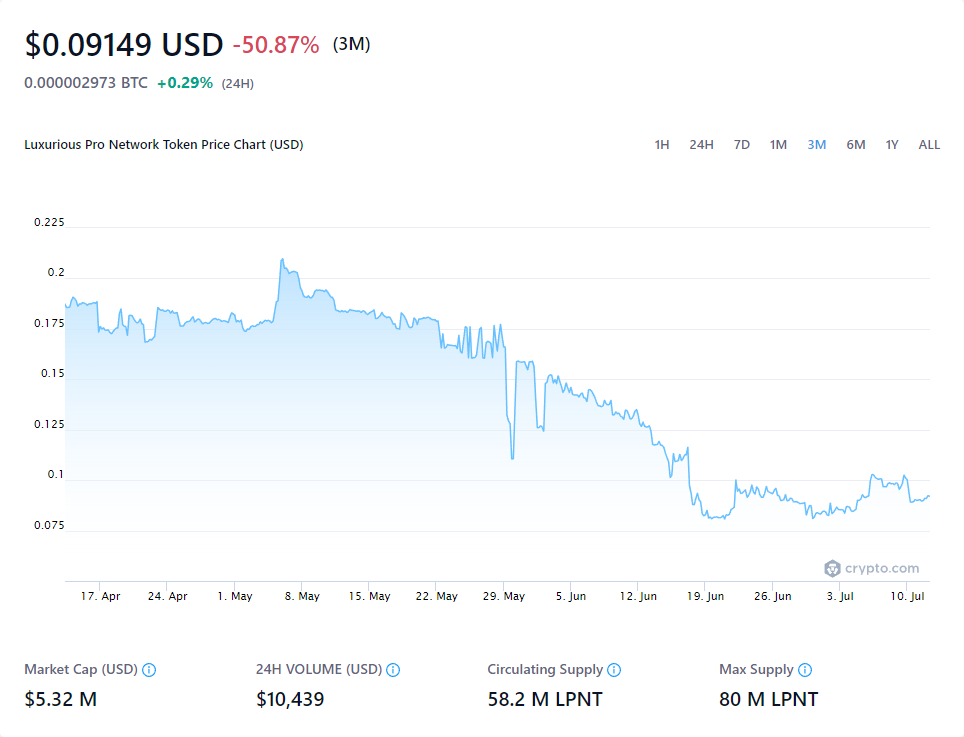 $0.09149 USD -50.87% (3M)
0.000002973 BTC +0.29% (24H)
Luxurious Pro Network Token Price Chart (USD) 1H 24H 7D 1M 3M 6M 1Y ALL
0.225
0.2
0.175
0.15
0.125
0.1
0.075
crypto.com
17. Apr 24. Apr 1. May 8. May 15. May 22. May 29. May 5. Jun 12. Jun 19. Jun 26. Jun 3. Jul 10. Jul
Market Cap (USD) 24H VOLUME (USD) Circulating Supply Max Supply
$5.32 M $10,439 58.2 M LPNT 80 M LPNT